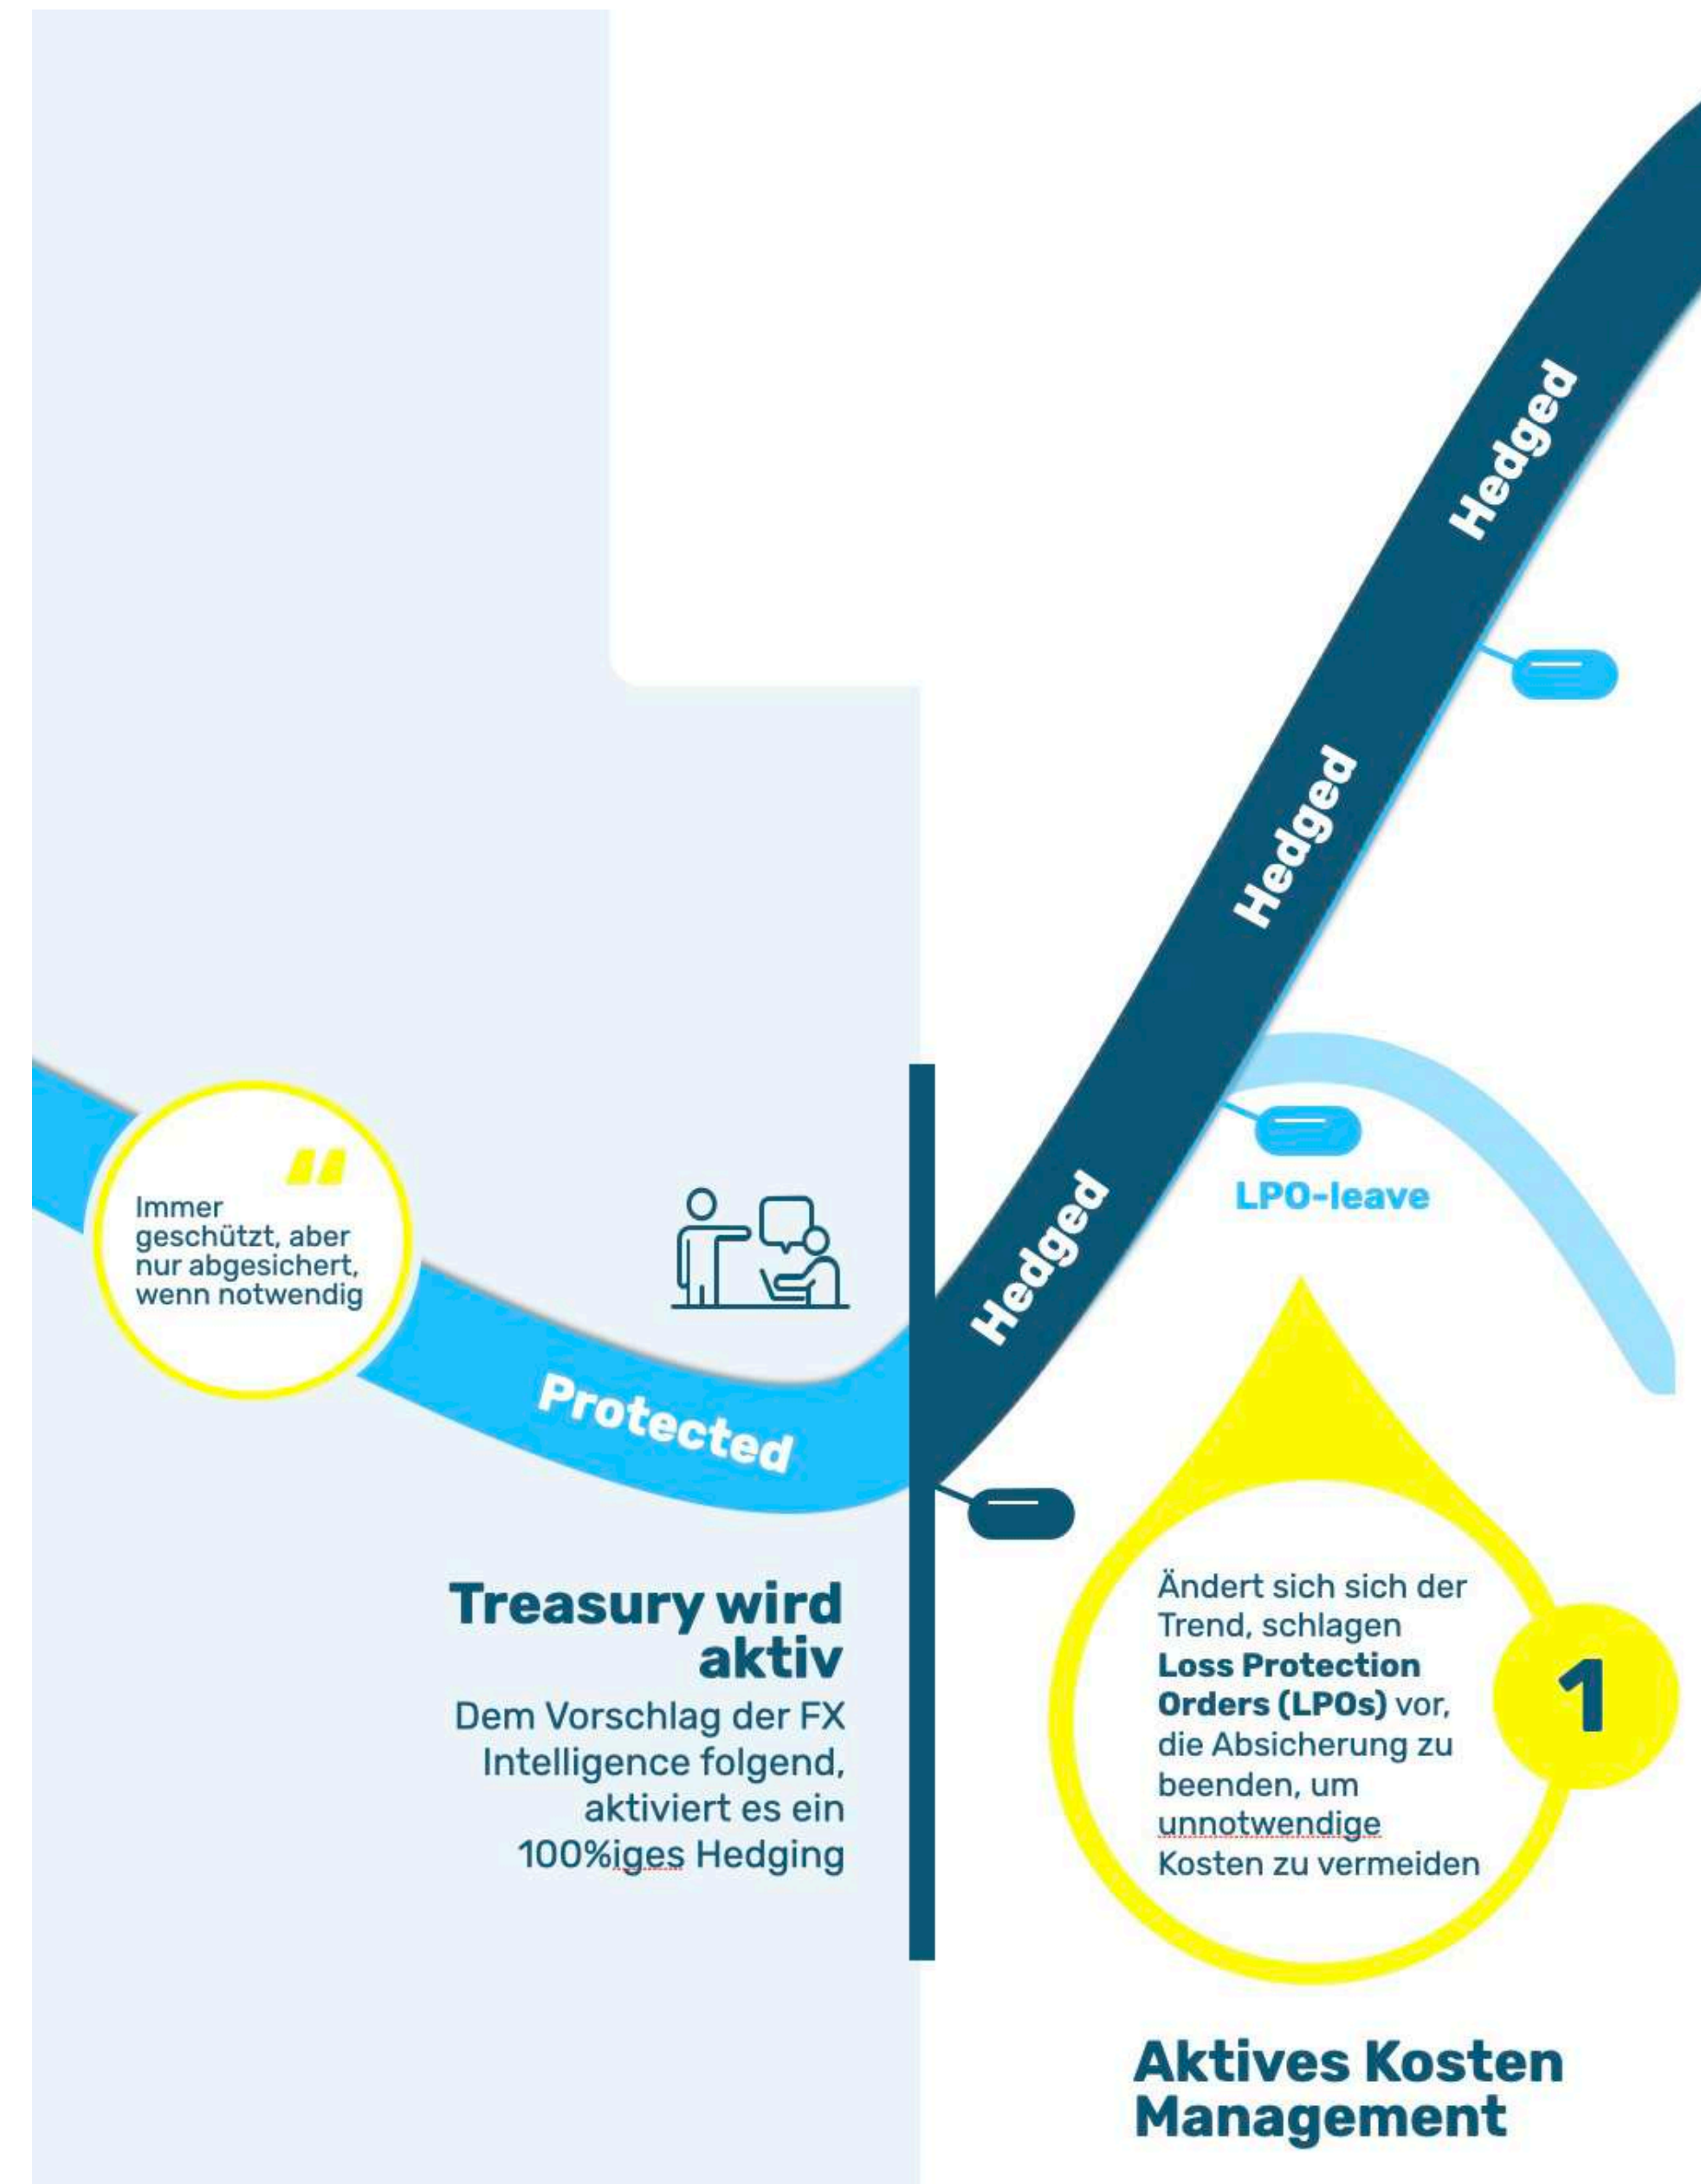 Hedged
Hedged
Hedged
LPO-leave
“
Immer
geschützt, aber
nur abgesichert,
wenn notwendig
Protected
Treasury wird
aktiv
Dem Vorschlag der FX
Intelligence folgend,
aktiviert es ein
100%iges Hedging
Ändert sich sich der
Trend, schlagen
Loss Protection
Orders (LPOs) vor,
die Absicherung zu
beenden, um
unnotwendige
Kosten zu vermeiden
1
Aktives Kosten
Management